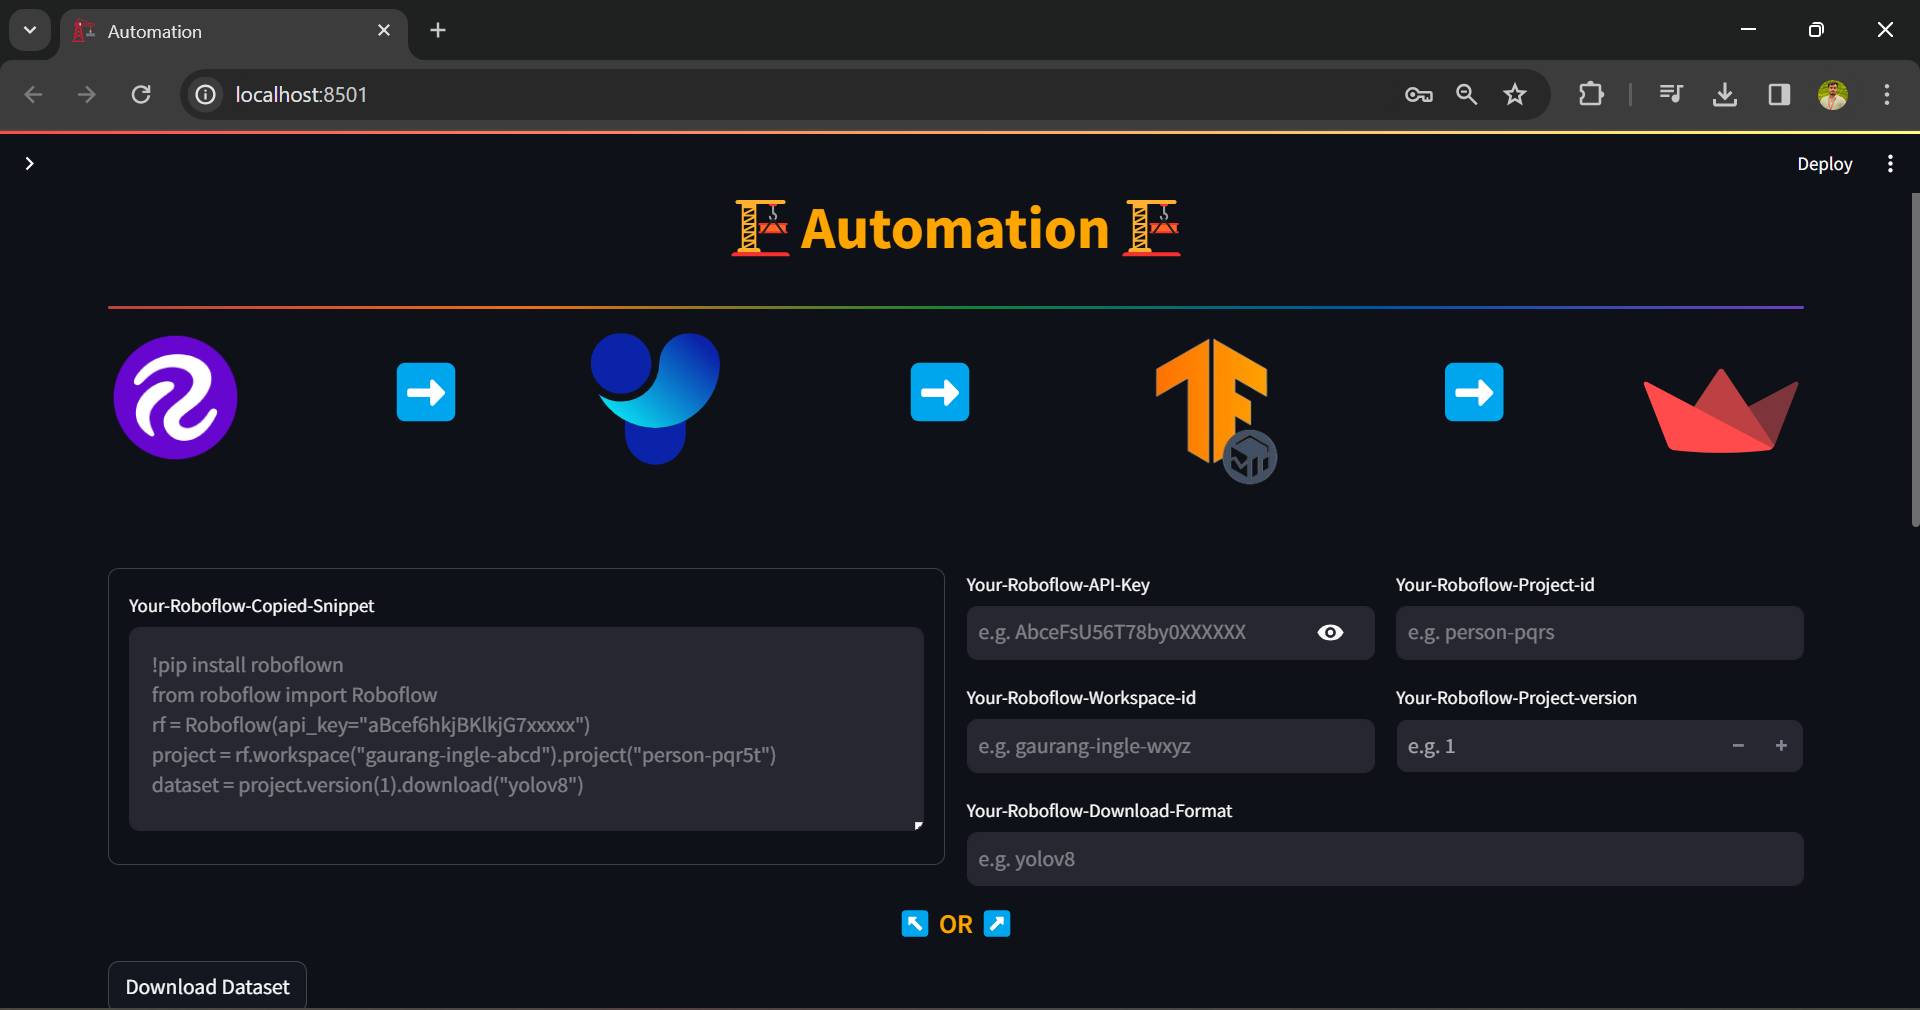 Automation
localhost:8501
Deploy
Automation
Your-Roboflow-Copied-Snippet
!pip install roboflown
from roboflow import Roboflow
rf = Roboflow(api_key="aBcef6hkjBKlkjG7xxxxx")
project = rf.workspace("gaurang-ingle-abcd").project("person-pqr5t")
dataset = project.version(1).download("yolov8")
Your-Roboflow-API-Key
e.g. AbceFsU56T78by0XXXXXX
Your-Roboflow-Project-id
e.g. person-pqrs
Your-Roboflow-Workspace-id
e.g. gaurang-ingle-wxyz
Your-Roboflow-Project-version
e.g. 1
Your-Roboflow-Download-Format
e.g. yolov8
OR
Download Dataset